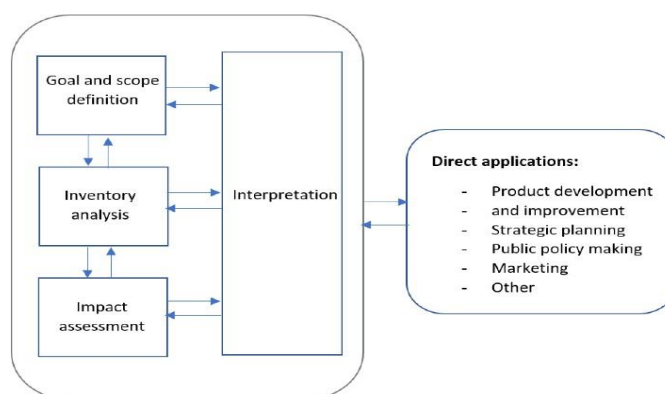 Goal and scope
definition
Inventory
analysis
Impact
assessment
Interpretation
Direct applications:
- Product development
- and improvement
- Strategic planning
- Public policy making
- Marketing
- Other